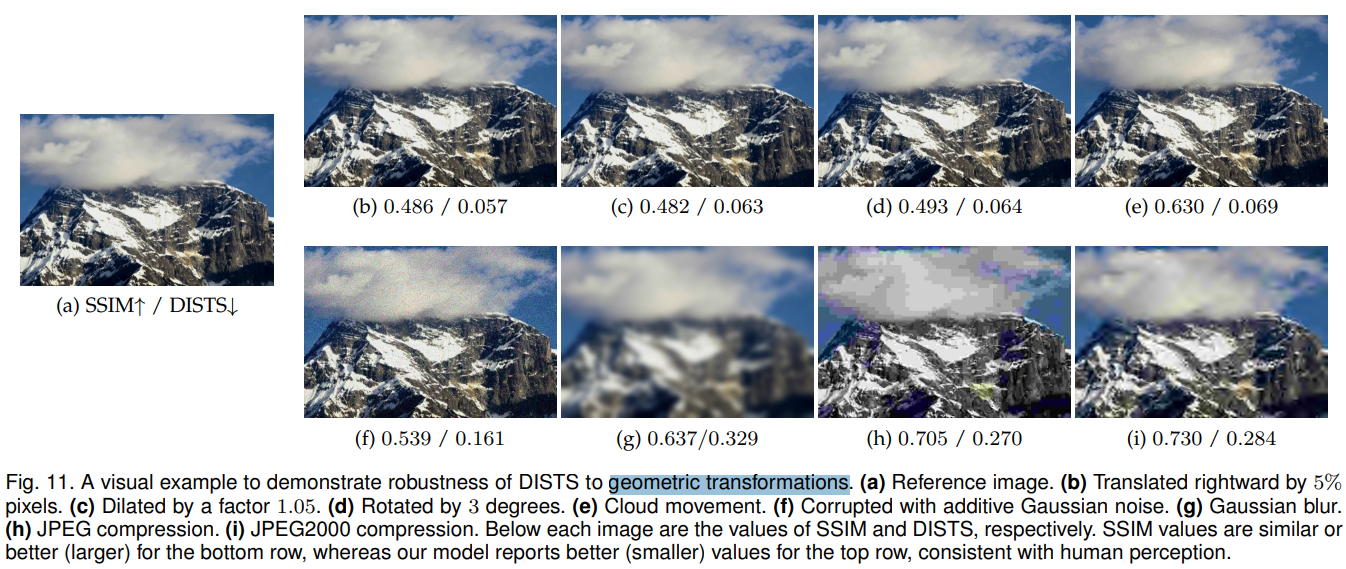 (b) 0.486 / 0.057
(c) 0.482 / 0.063
(d) 0.493 / 0.064
(e) 0.630 / 0.069
(a) SSIM↑ / DISTS↓
(f) 0.539 / 0.161
(g) 0.637/0.329
(h) 0.705 / 0.270
(i) 0.730 / 0.284
Fig. 11. A visual example to demonstrate robustness of DISTS to geometric transformations. (a) Reference image. (b) Translated rightward by 5%
pixels. (c) Dilated by a factor 1.05. (d) Rotated by 3 degrees. (e) Cloud movement. (f) Corrupted with additive Gaussian noise. (g) Gaussian blur.
(h) JPEG compression. (i) JPEG2000 compression. Below each image are the values of SSIM and DISTS, respectively. SSIM values are similar or
better (larger) for the bottom row, whereas our model reports better (smaller) values for the top row, consistent with human perception.